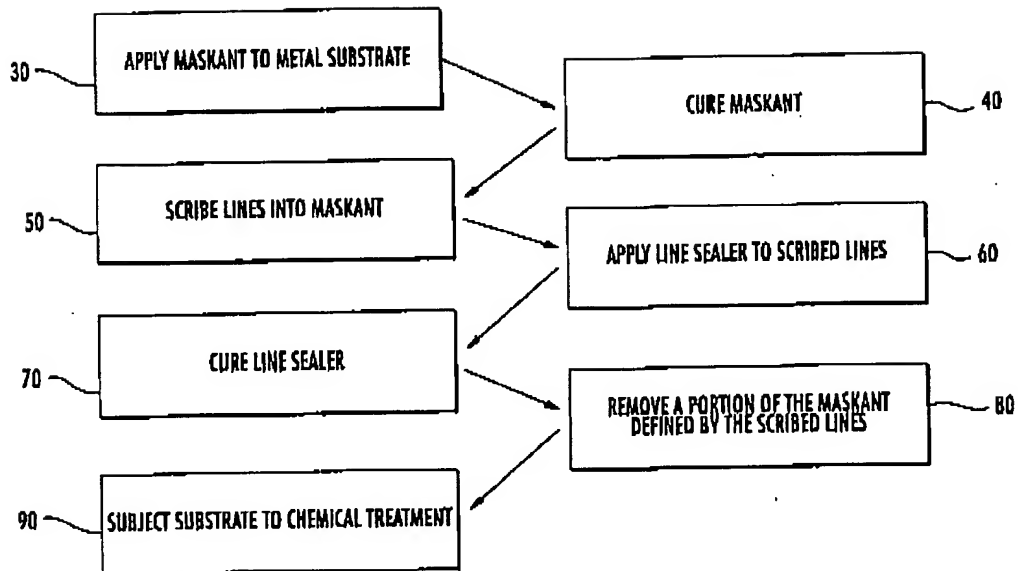 30
APPLY MASKANT TO METAL SUBSTRATE
CURE MASKANT
40
50
SCRIBE LINES INTO MASKANT
APPLY LINE SEALER TO SCRIBED LINES
60
70
CURE LINE SEALER
REMOVE A PORTION OF THE MASKANT
DEFINED BY THE SCRIBED LINES
80
90
SUBJECT SUBSTRATE TO CHEMICAL TREATMENT